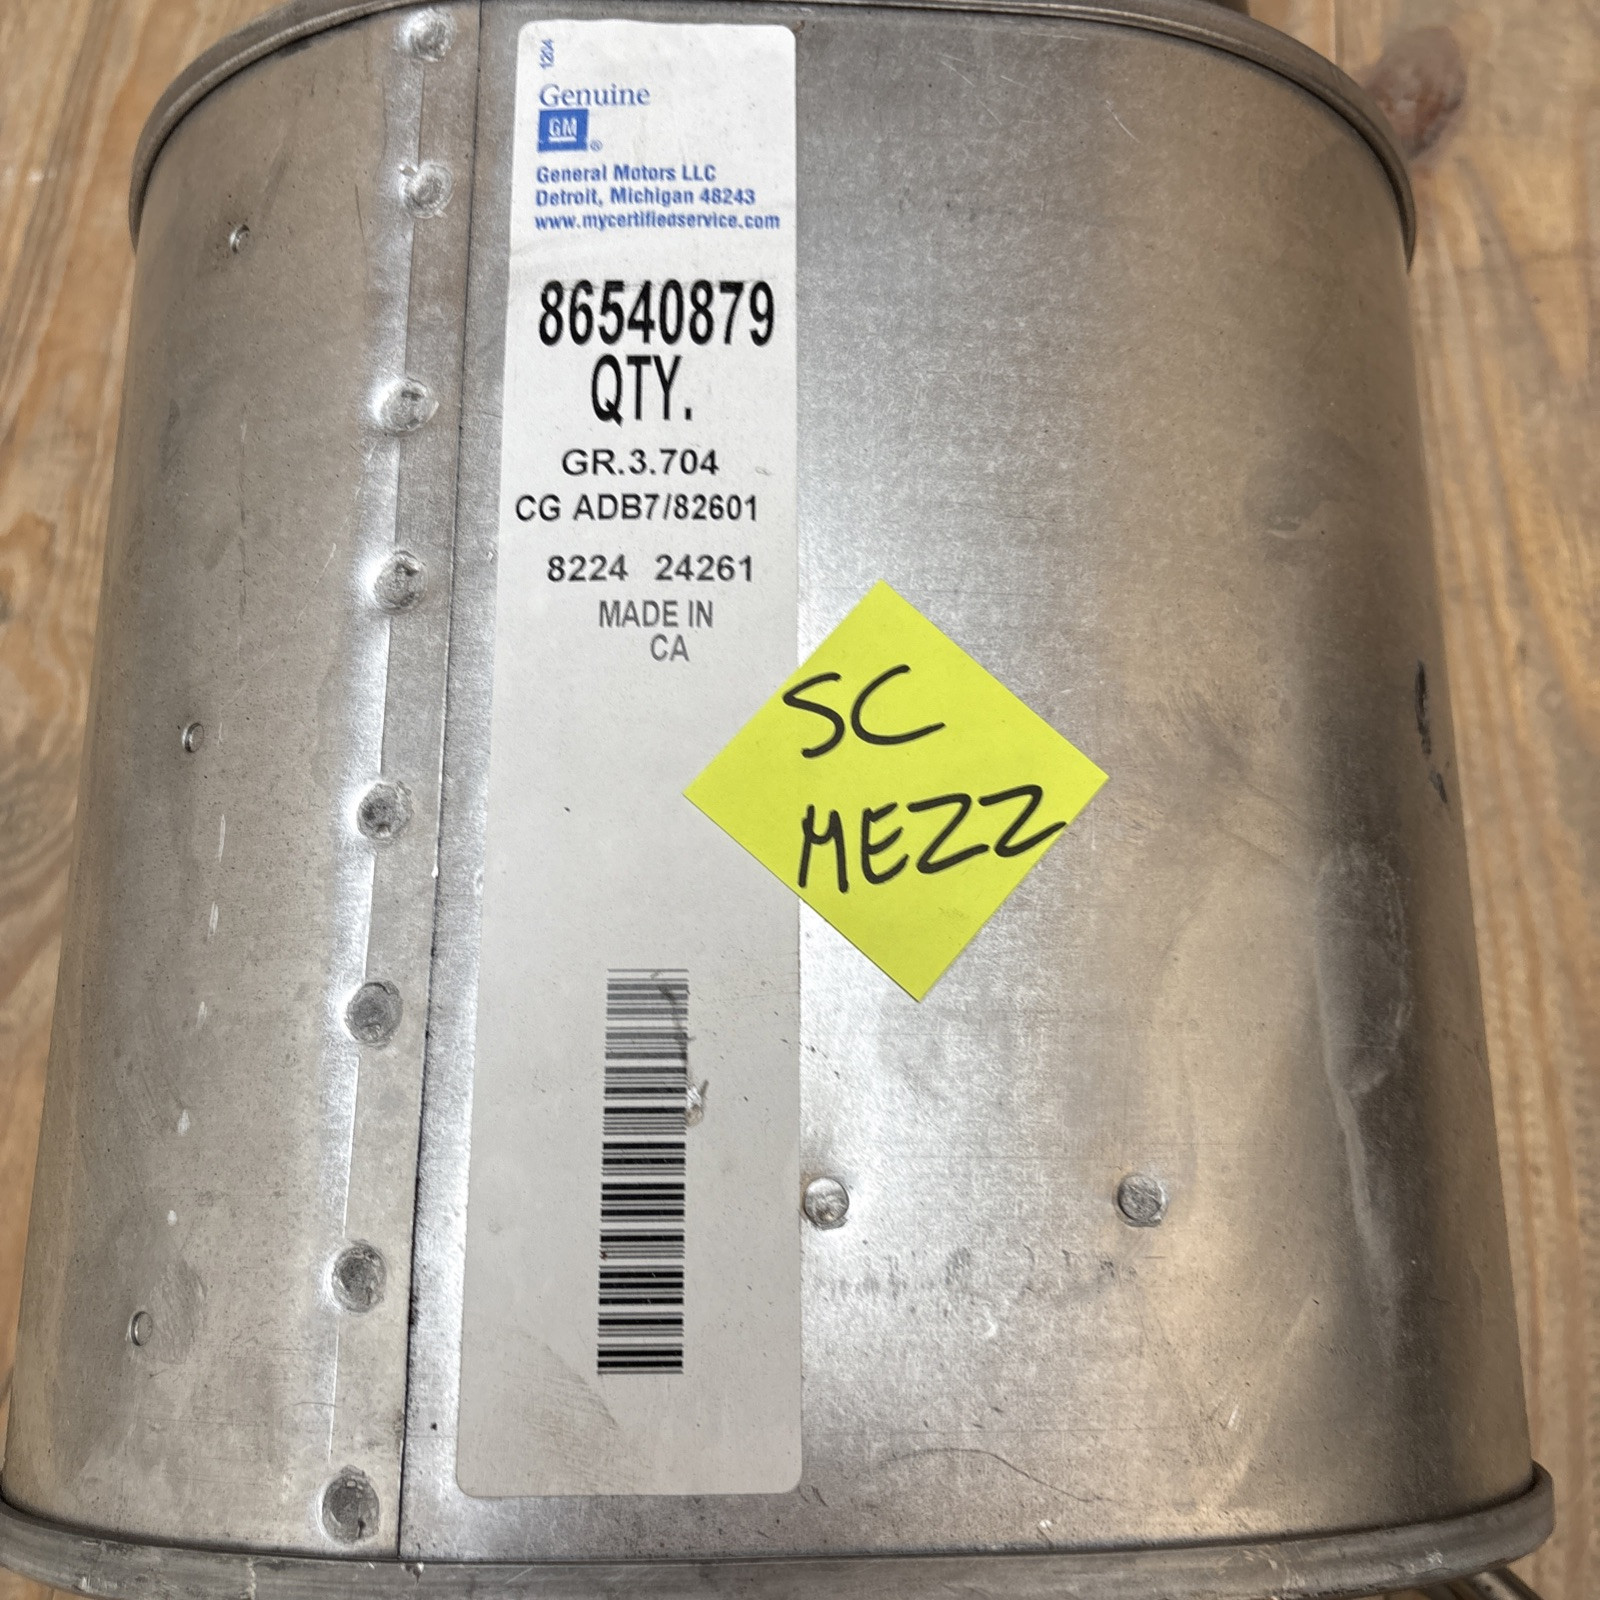 1204
Genuine
GM®
General Motors LLC
Detroit, Michigan 48243
www.mycertifiedservice.com
86540879
QTY.
GR.3.704
CG ADB7/82601
8224 24261
MADE IN
CA
SC
MEZZ